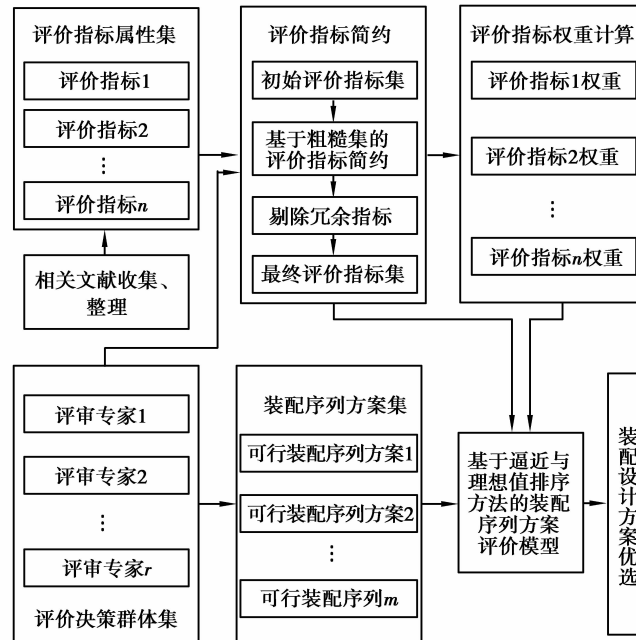 评价指标属性集
评价指标1
评价指标2
⋮
评价指标n
相关文献收集、
整理
评价指标简约
初始评价指标集
基于粗糙集的
评价指标简约
剔除冗余指标
最终评价指标集
评价指标权重计算
评价指标1权重
评价指标2权重
⋮
评价指标n权重
评审专家1
评审专家2
⋮
评审专家r
评价决策群体集
装配序列方案集
可行装配序列方案1
可行装配序列方案2
⋮
可行装配序列m
基于逼近与
理想值排序
方法的装配
序列方案
评价模型
装配设计方案优选